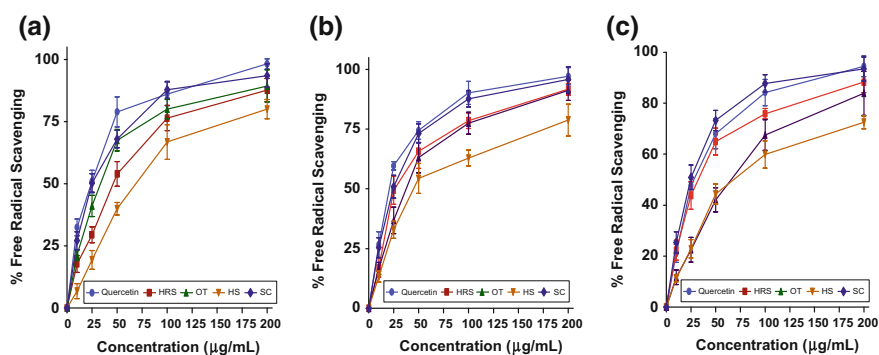 (a)
% Free Radical Scavenging
100
75
50
25
0
Quercetin HRS OT HS SC
0 25 50 75 100 125 150 175 200
Concentration (µg/mL)
(b)
% Free Radical Scavenging
100
75
50
25
0
Quercetin HRS OT HS SC
0 25 50 75 100 125 150 175 200
Concentration (µg/mL)
(c)
% Free Radical Scavenging
100
80
60
40
20
0
Quercetin HRS OT HS SC
0 25 50 75 100 125 150 175 200
Concentration (µg/mL)